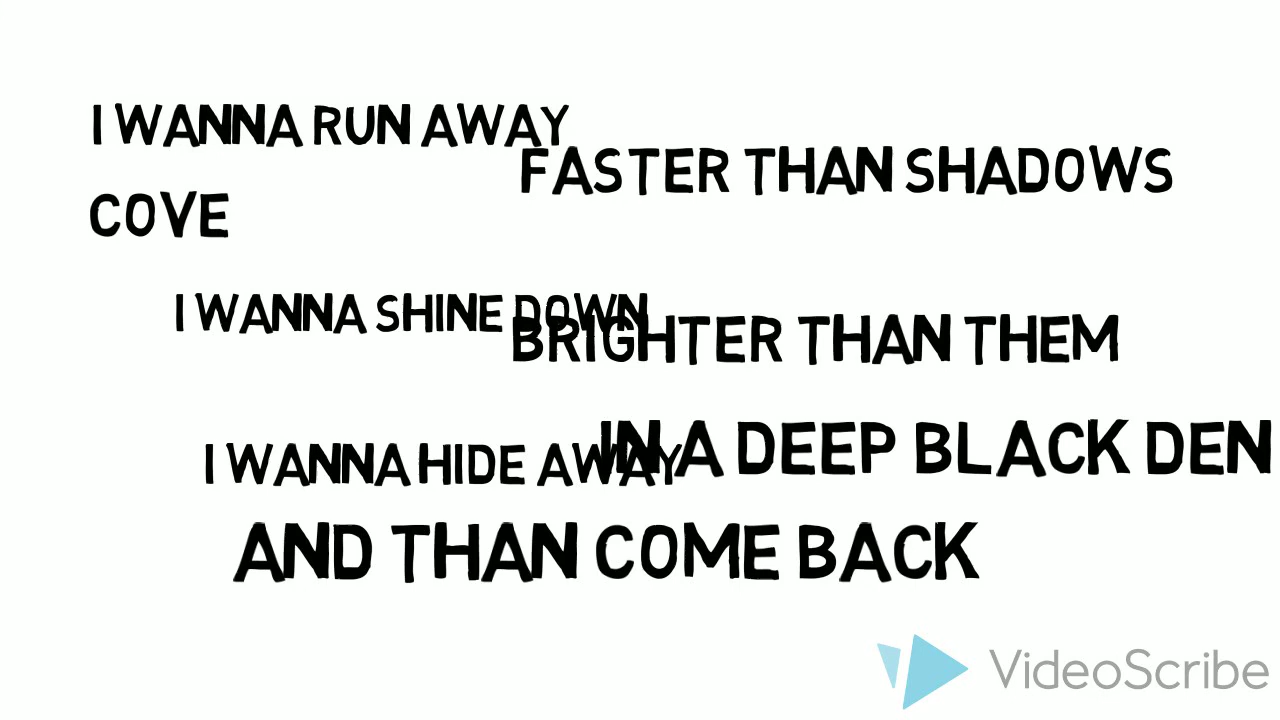 I WANNA RUN AWAY
FASTER THAN SHADOWS
COVE
I WANNA SHINE DOWN
BRIGHTER THAN THEM
I WANNA HIDE AWAY
IN A DEEP BLACK DEN
AND THAN COME BACK
VideoScribe